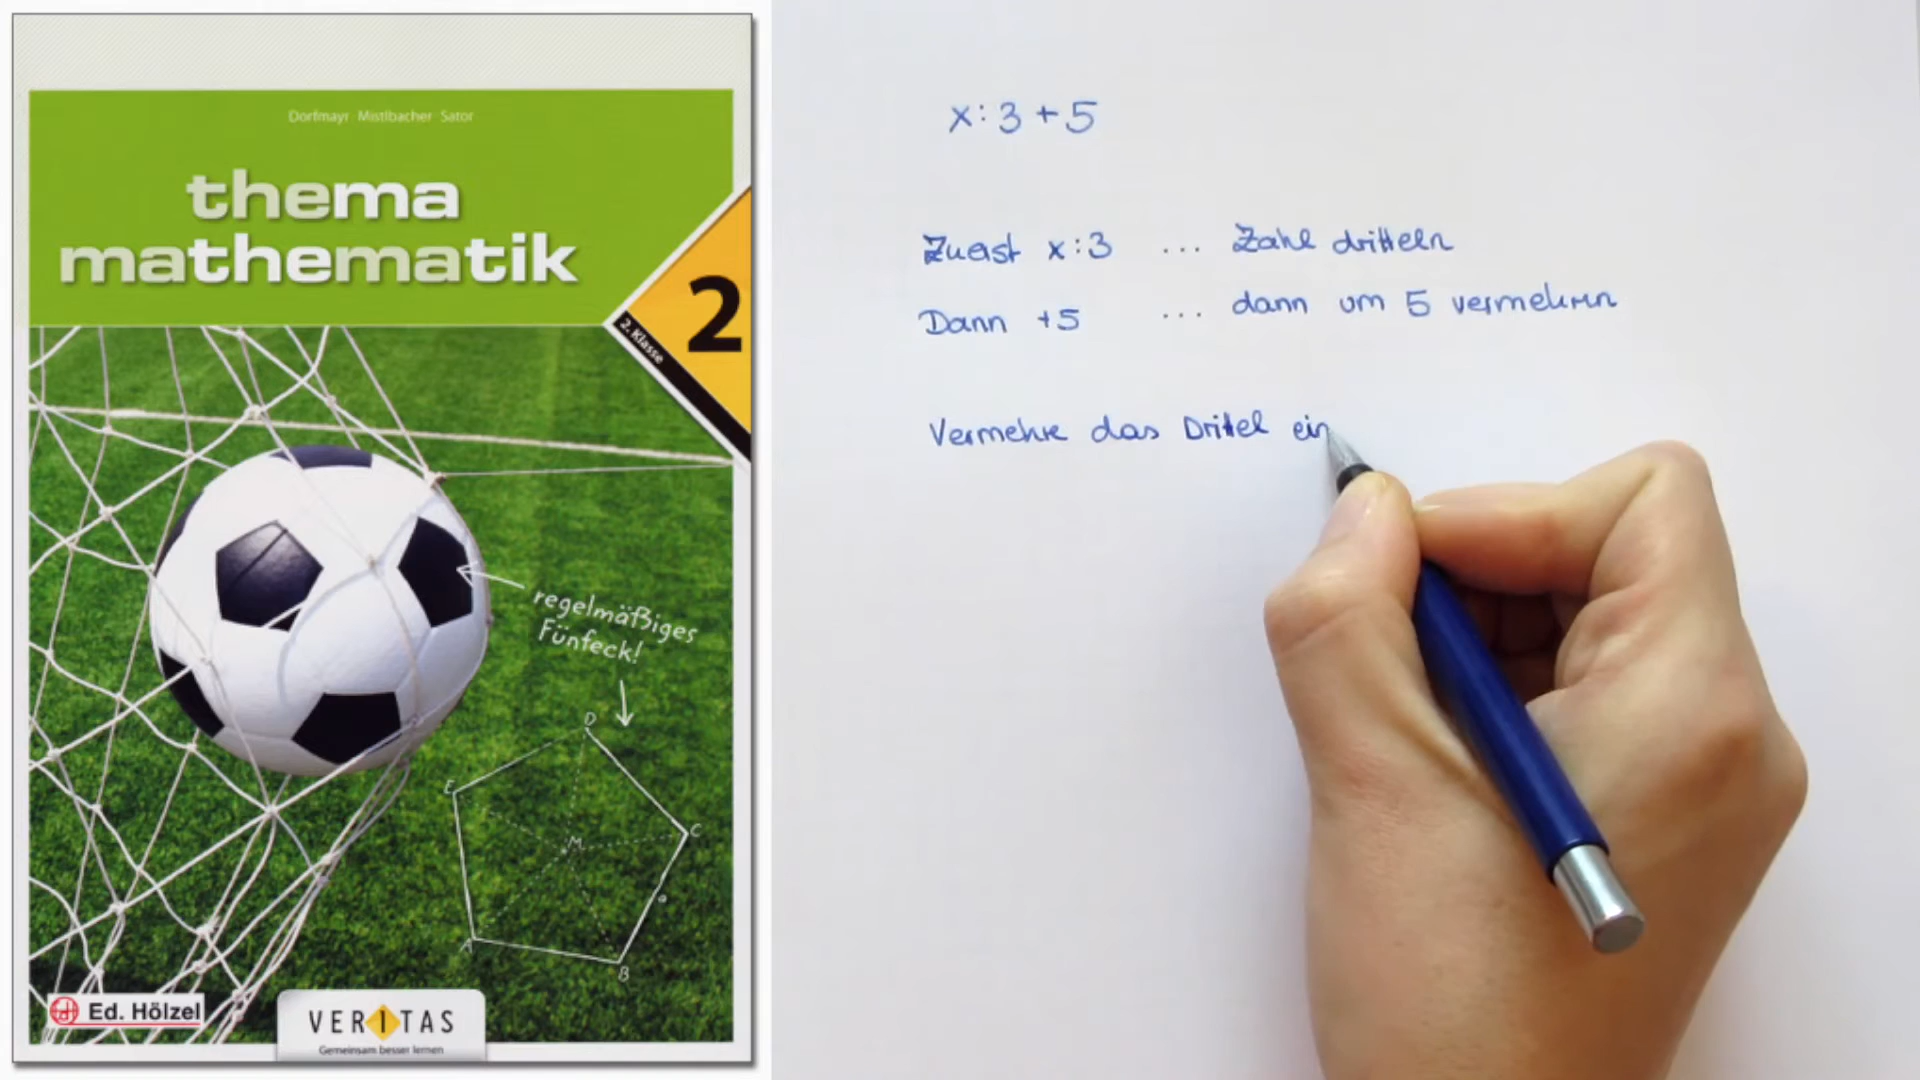 Dorfmayr Mistlbacher Sator
thema
mathematik
2
2. Klasse
regelmäßiges
Fünfeck!
D
E
C
M
a
A
B
Ed. Hölzel
VERITAS
Gemeinsam besser lernen
x:3+5
Zuerst x:3 ... Zahl dritteln
Dann +5 ... dann um 5 vermehren
Vermehre das Drittel ein